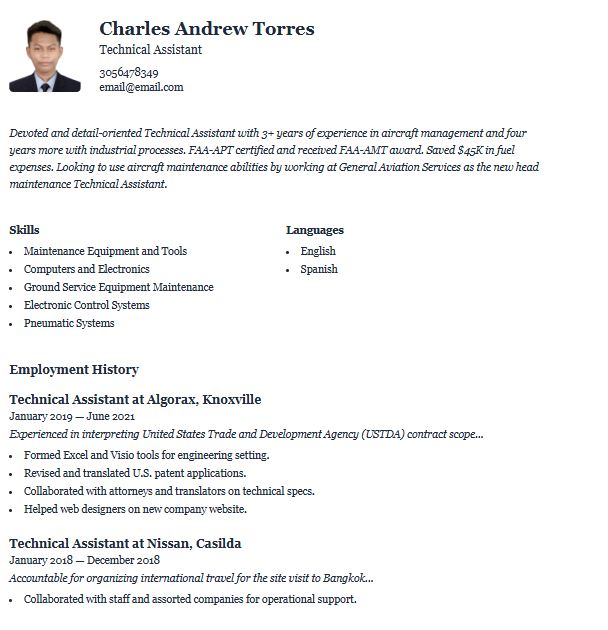 Charles Andrew Torres
Technical Assistant
3056478349
email@email.com
Devoted and detail-oriented Technical Assistant with 3+ years of experience in aircraft management and four
years more with industrial processes. FAA-APT certified and received FAA-AMT award. Saved $45K in fuel
expenses. Looking to use aircraft maintenance abilities by working at General Aviation Services as the new head
maintenance Technical Assistant.
Skills
• Maintenance Equipment and Tools
• Computers and Electronics
• Ground Service Equipment Maintenance
• Electronic Control Systems
• Pneumatic Systems
Languages
• English
• Spanish
Employment History
Technical Assistant at Algorax, Knoxville
January 2019 — June 2021
Experienced in interpreting United States Trade and Development Agency (USTDA) contract scope...
• Formed Excel and Visio tools for engineering setting.
• Revised and translated U.S. patent applications.
• Collaborated with attorneys and translators on technical specs.
• Helped web designers on new company website.
Technical Assistant at Nissan, Casilda
January 2018 — December 2018
Accountable for organizing international travel for the site visit to Bangkok...
• Collaborated with staff and assorted companies for operational support.